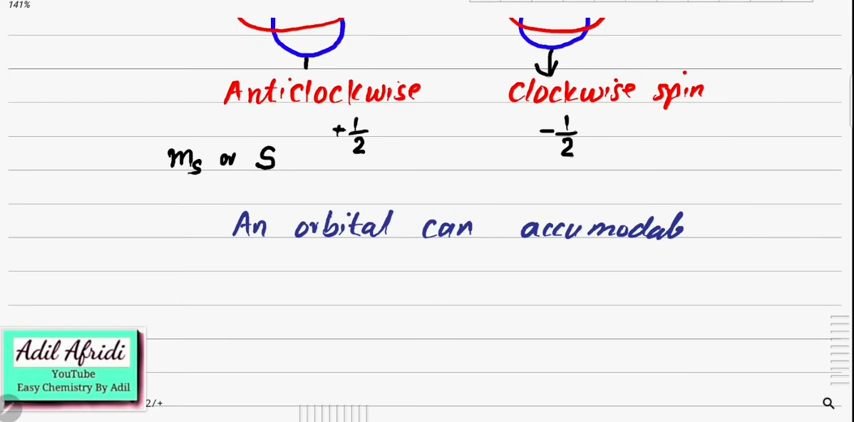 141%
Anticlockwise Clockwise spin
+1/2 -1/2
ms or S
An orbital can accumodab
Adil Afridi
YouTube
Easy Chemistry By Adil
2/+